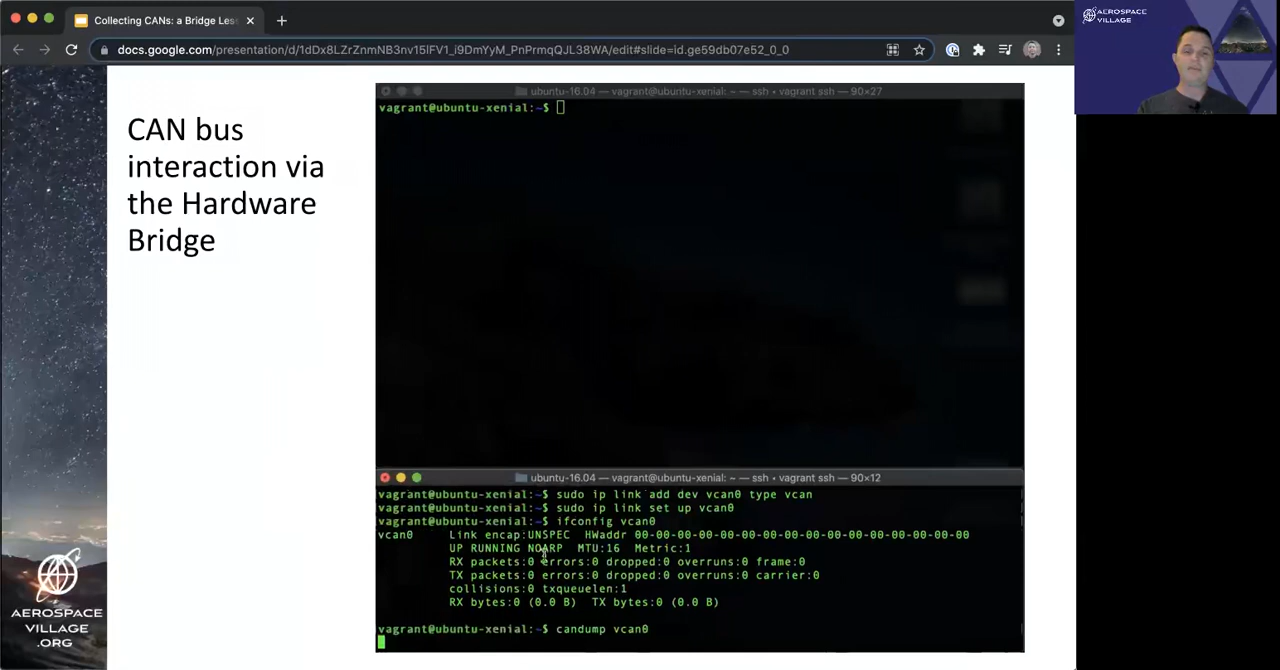 Collecting CANs: a Bridge Less
docs.google.com/presentation/d/1dDx8LZrZnmNB3nv15lFV1_i9DmYyM_PnPrmqQJL38WA/edit#slide=id.ge59db07e52_0_0
AEROSPACE
VILLAGE
CAN bus
interaction via
the Hardware
Bridge
ubuntu-16.04 — vagrant@ubuntu-xenial: ~ — ssh • vagrant ssh — 90×27
vagrant@ubuntu-xenial:~$
ubuntu-16.04 — vagrant@ubuntu-xenial: ~ — ssh • vagrant ssh — 90×12
vagrant@ubuntu-xenial:~$ sudo ip link add dev vcan0 type vcan
vagrant@ubuntu-xenial:~$ sudo ip link set up vcan0
vagrant@ubuntu-xenial:~$ ifconfig vcan0
vcan0 Link encap:UNSPEC HWaddr 00-00-00-00-00-00-00-00-00-00-00-00-00-00-00-00
UP RUNNING NOARP MTU:16 Metric:1
RX packets:0 errors:0 dropped:0 overruns:0 frame:0
TX packets:0 errors:0 dropped:0 overruns:0 carrier:0
collisions:0 txqueuelen:1
RX bytes:0 (0.0 B) TX bytes:0 (0.0 B)
vagrant@ubuntu-xenial:~$ candump vcan0
AEROSPACE
VILLAGE
.ORG